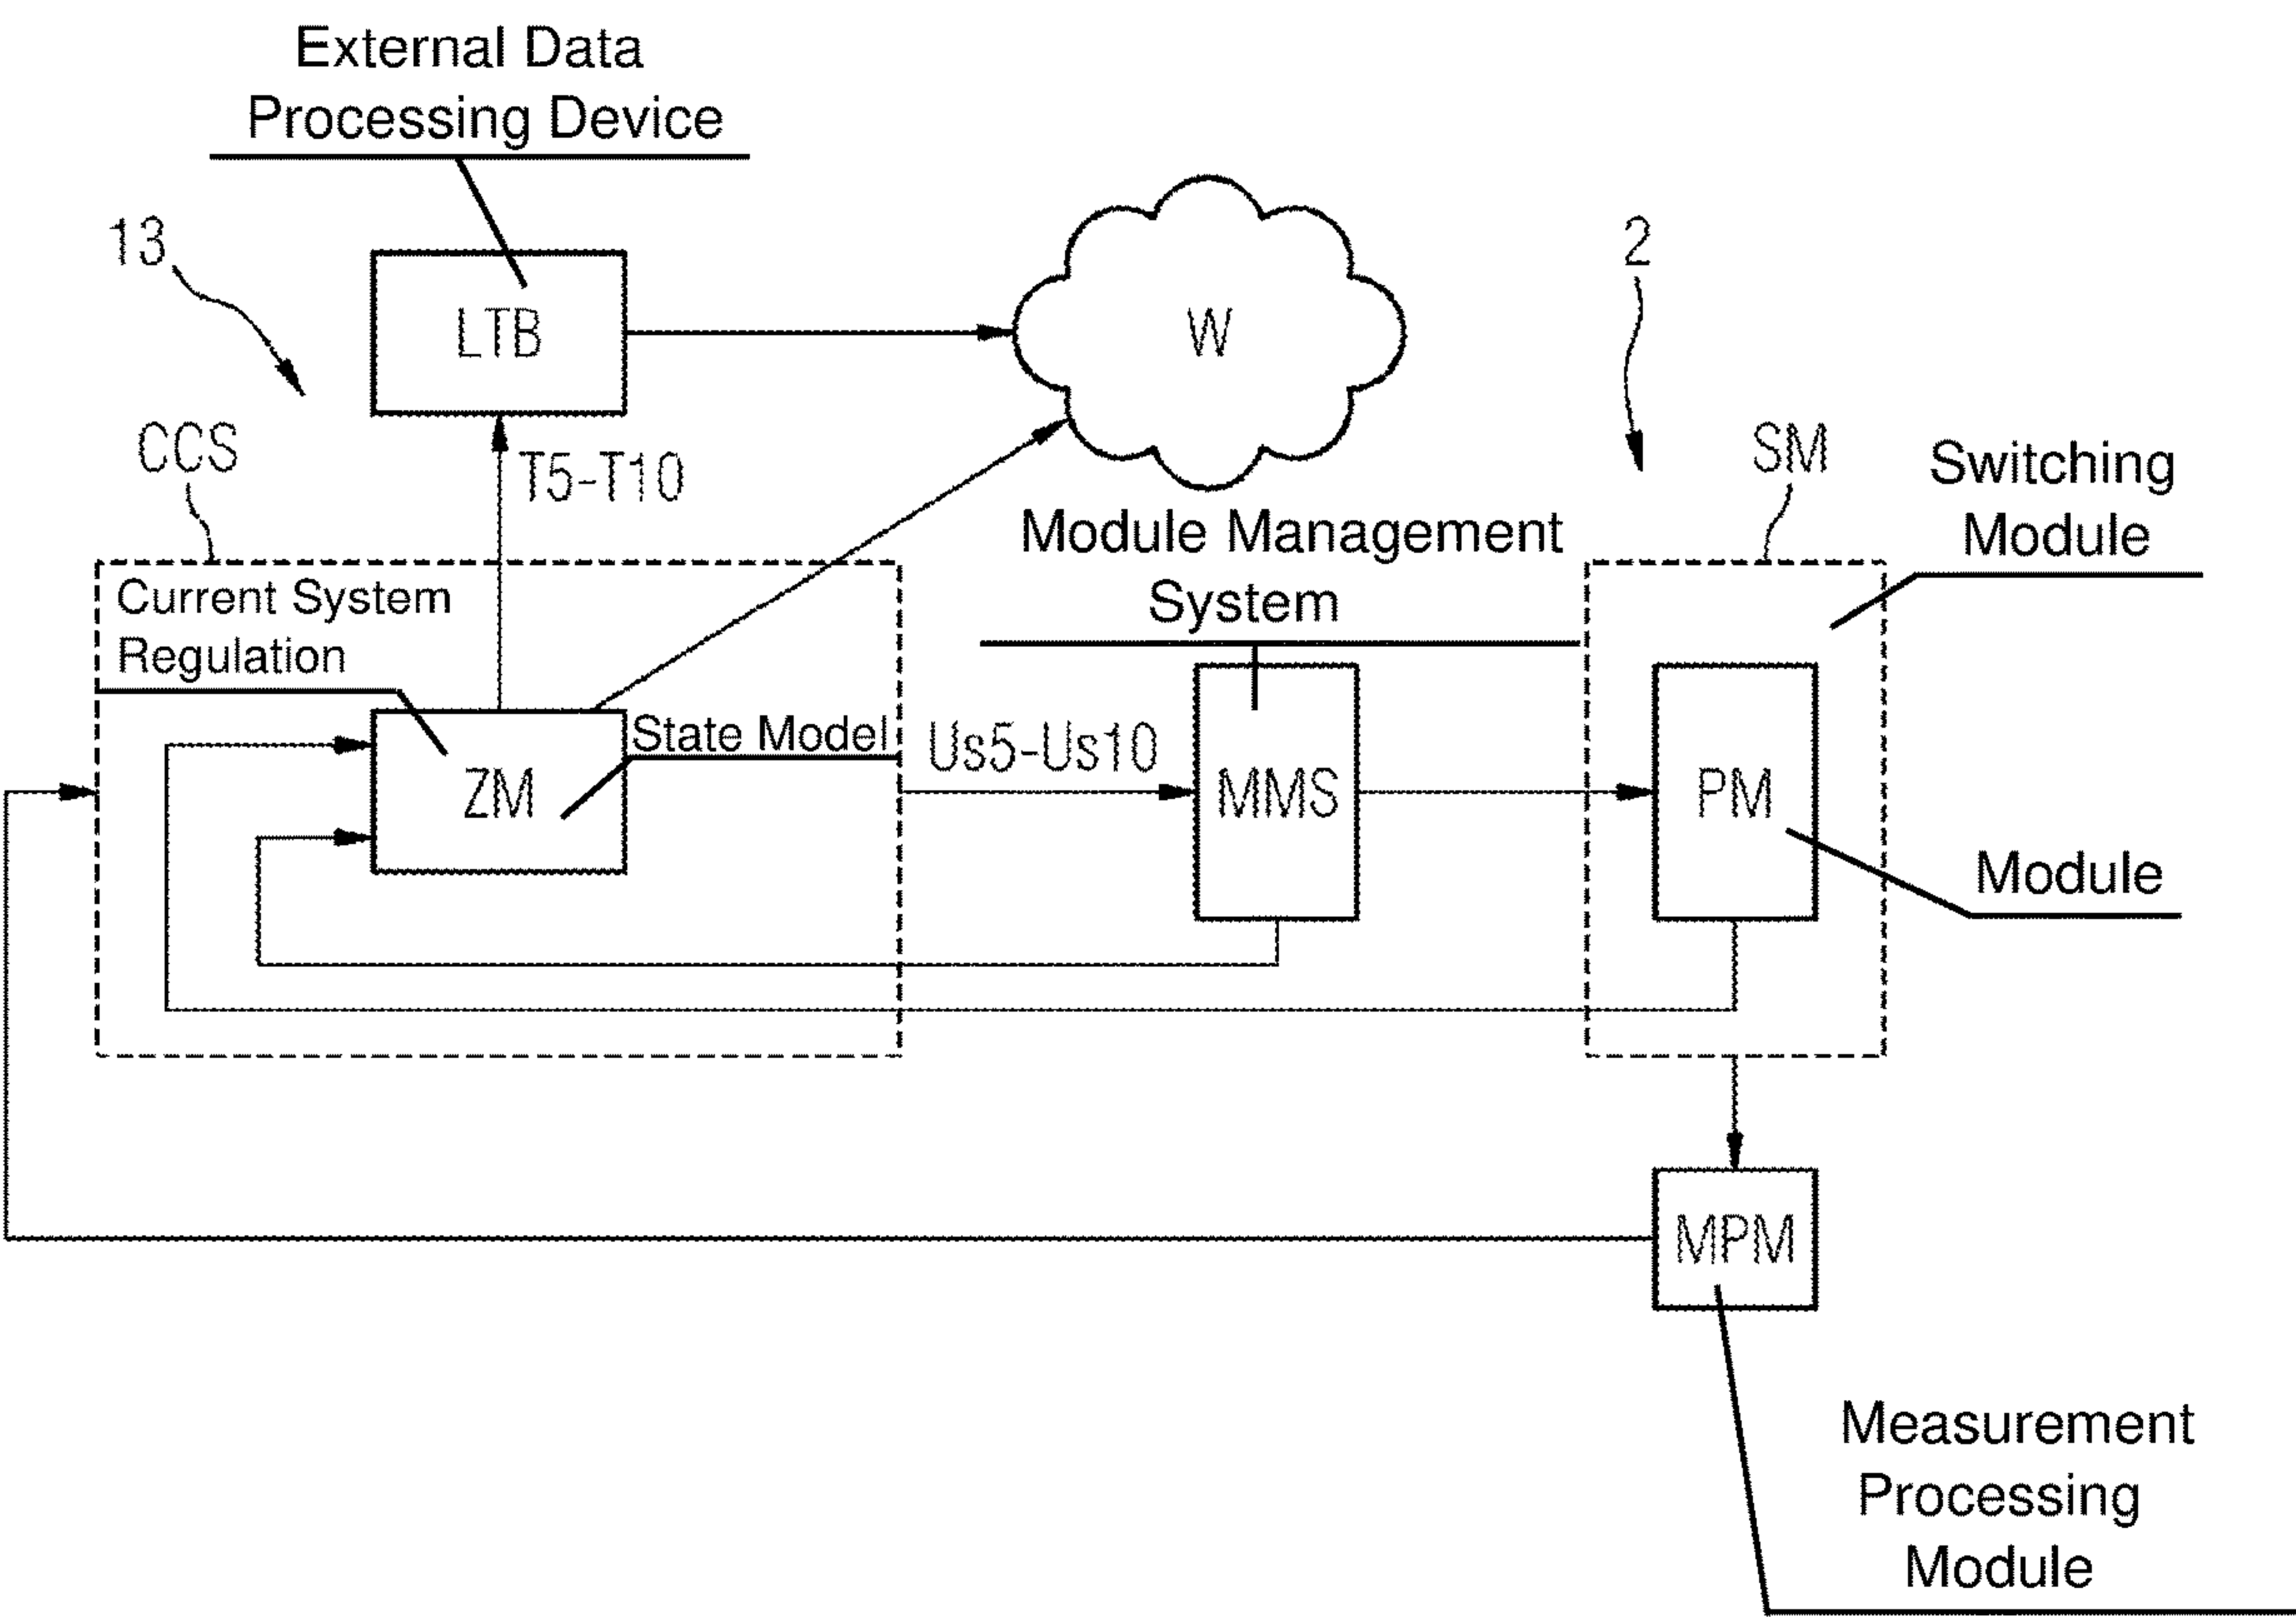 External Data
Processing Device
13
LTB
W
2
CCS
T5-T10
SM
Switching
Module
Module Management
System
Current System
Regulation
State Model
Us5-Us10
ZM
MMS
PM
Module
MPM
Measurement
Processing
Module